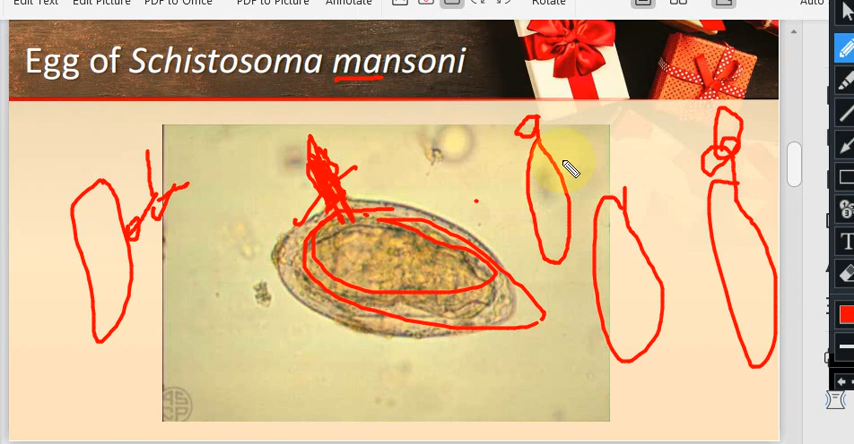 Edit Text Edit Picture PDF to Office PDF to Picture Annotate Rotate Auto
Egg of Schistosoma mansoni
T